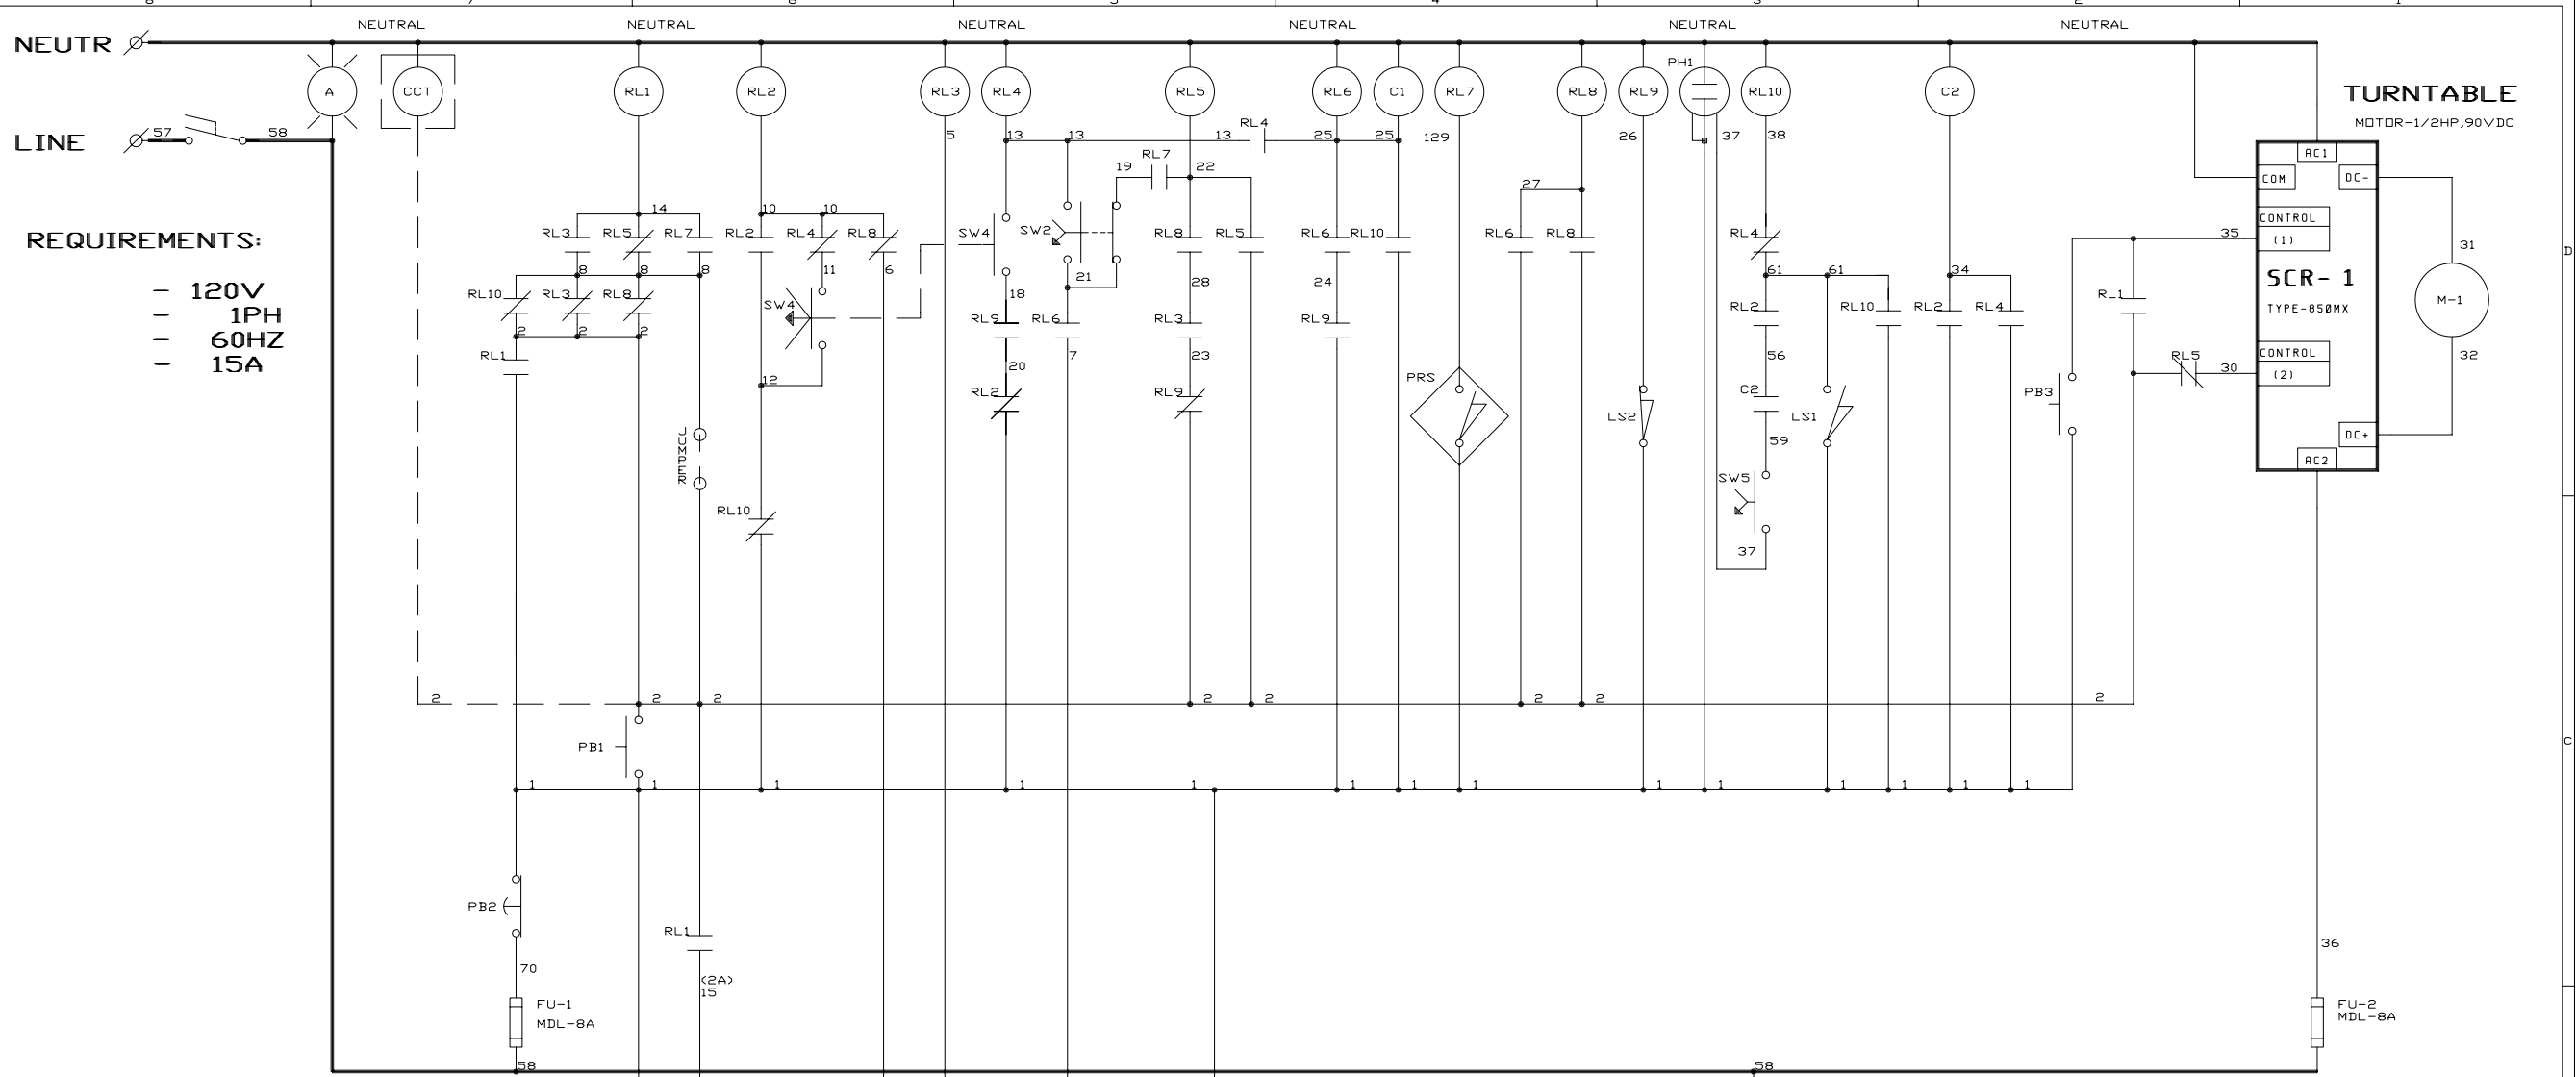 NEUTRAL NEUTRAL NEUTRAL NEUTRAL NEUTRAL NEUTRAL
NEUTR
A CCT RL1 RL2 RL3 RL4 RL5 RL6 C1 RL7 RL8 RL9 PH1 RL10 C2
TURNTABLE
MOTOR-1/2HP,90VDC
LINE 57 58
5 13 13 13 RL4 25 25 129 26 37 38
AC1
RL7
19 22
COM DC-
27
14 10 10
CONTROL
(1)
35
REQUIREMENTS:
RL3 RL5 RL7 RL2 RL4 RL8 SW4 SW2 RL8 RL5 RL6 RL10 RL6 RL8 RL4
31
8 8 8 11 6 21 28 24 61 61 34
SCR- 1
TYPE-850MX
M-1
- 120V
- 1PH
- 60HZ
- 15A
RL10 RL3 RL8 SW4 18 RL9 RL6 RL3 RL9 RL2 RL10 RL2 RL4 RL1
2 2 2
RL1
7 23 56
CONTROL
(2)
RL5 30
32
12 20
RL2 RL9 PRS LS2 C2 LS1 PB3
59
DC+
AC2
JUMPER
SW5
RL10
37
2 2 2 2 2 2 2
PB1
1 1 1 1 1 1 1 1 1 1 1 1 1 1
PB2
RL1
36
70
(2A)
15
FU-1
MDL-8A
FU-2
MDL-8A
58 58
D
C